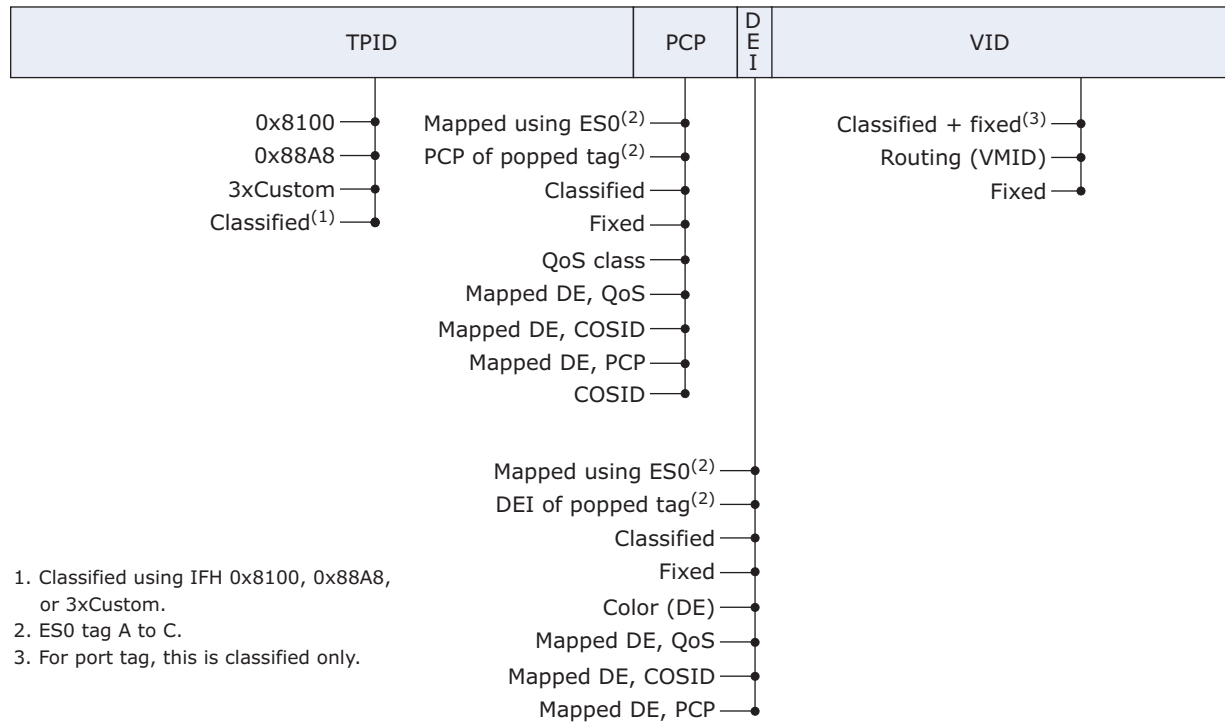 TPID
PCP
D
E
I
VID
0x8100
0x88A8
3xCustom
Classified(1)
Mapped using ES0(2)
PCP of popped tag(2)
Classified
Fixed
QoS class
Mapped DE, QoS
Mapped DE, COSID
Mapped DE, PCP
COSID
Classified + fixed(3)
Routing (VMID)
Fixed
Mapped using ES0(2)
DEI of popped tag(2)
Classified
Fixed
Color (DE)
Mapped DE, QoS
Mapped DE, COSID
Mapped DE, PCP
1. Classified using IFH 0x8100, 0x88A8,
or 3xCustom.
2. ES0 tag A to C.
3. For port tag, this is classified only.